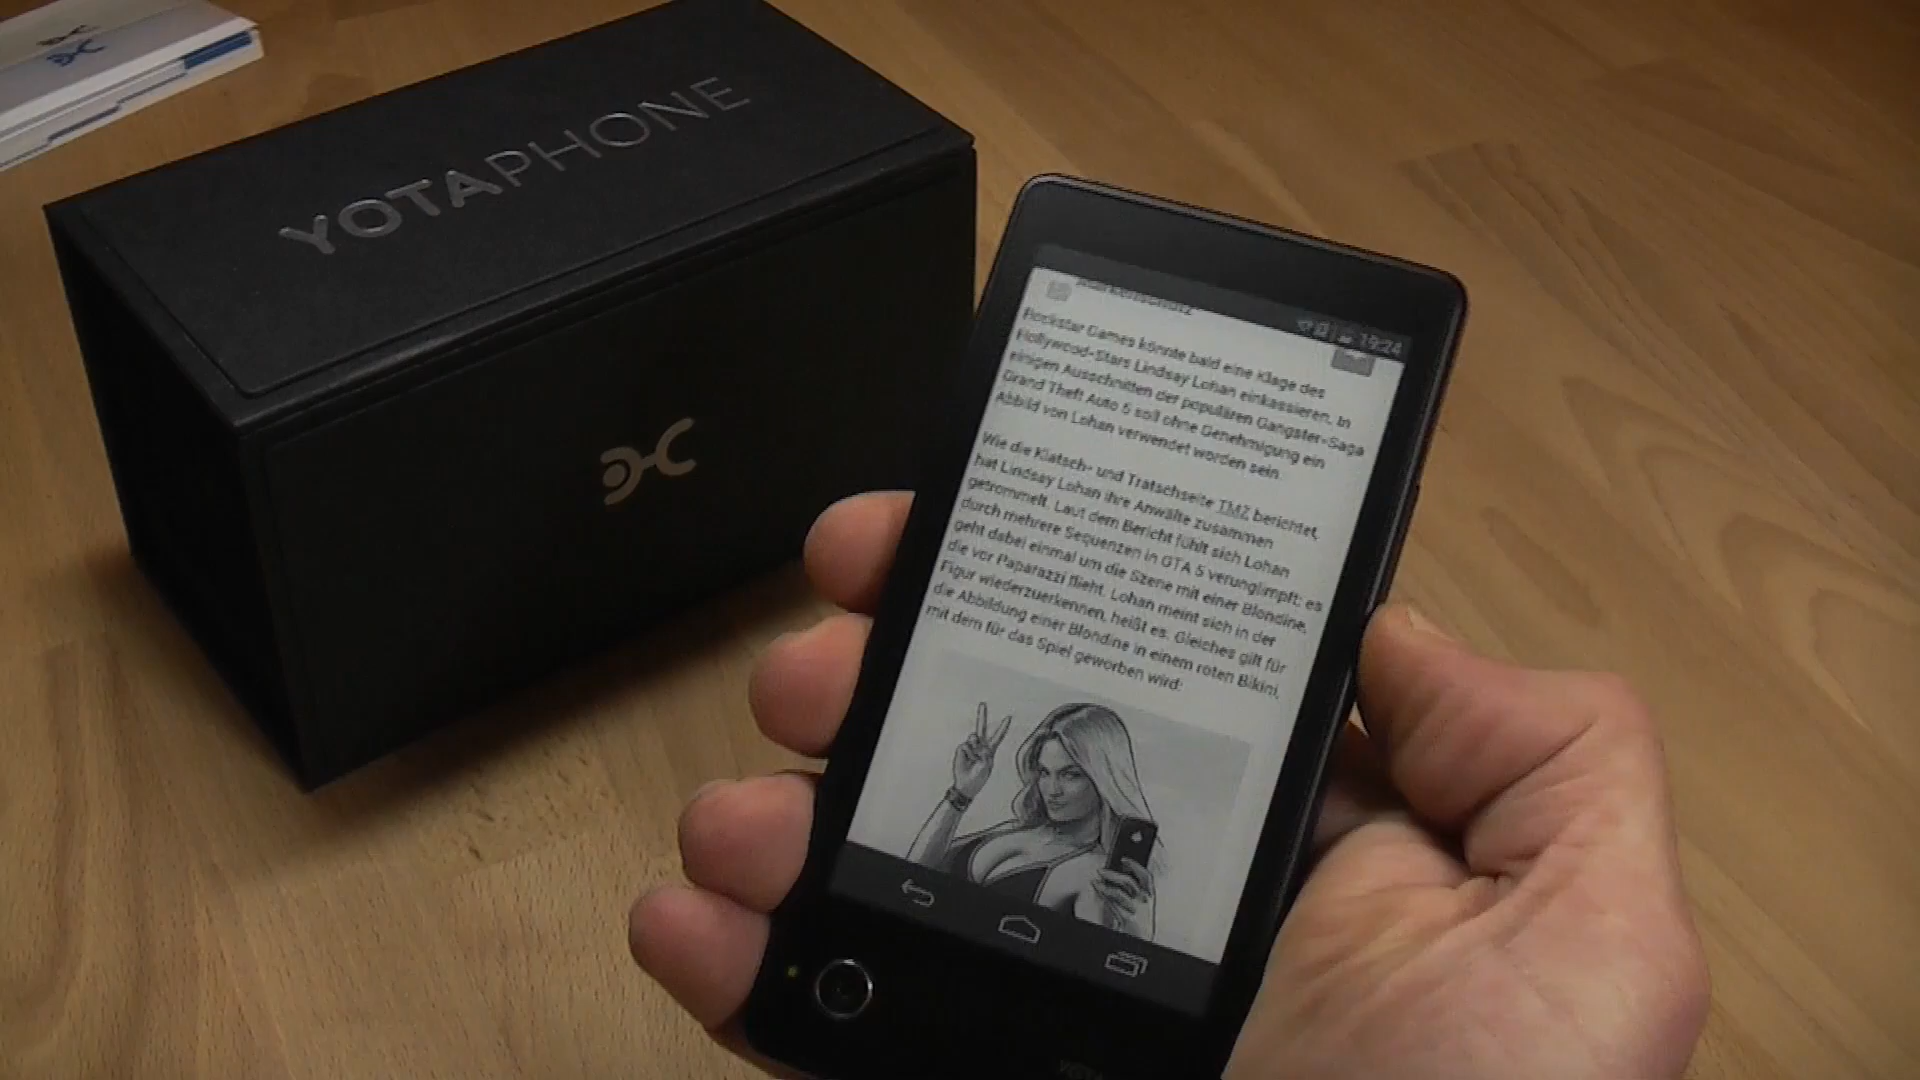 YOTAPHONE
19:24
Rockstar Games könnte bald eine Klage des
Hollywood-Stars Lindsay Lohan einkassieren. In
einigen Ausschnitten der populären Gangster-Saga
Grand Theft Auto 5 soll ohne Genehmigung ein
Abbild von Lohan verwendet worden sein.
Wie die Klatsch- und Tratschseite TMZ berichtet,
hat Lindsay Lohan ihre Anwälte zusammen
getrommelt. Laut dem Bericht fühlt sich Lohan
durch mehrere Sequenzen in GTA 5 verunglimpft: es
geht dabei einmal um die Szene mit einer Blondine,
die vor Paparazzi flieht. Lohan meint sich in der
Figur wiederzuerkennen, heißt es. Gleiches gilt für
die Abbildung einer Blondine in einem roten Bikini,
mit dem für das Spiel geworben wird: